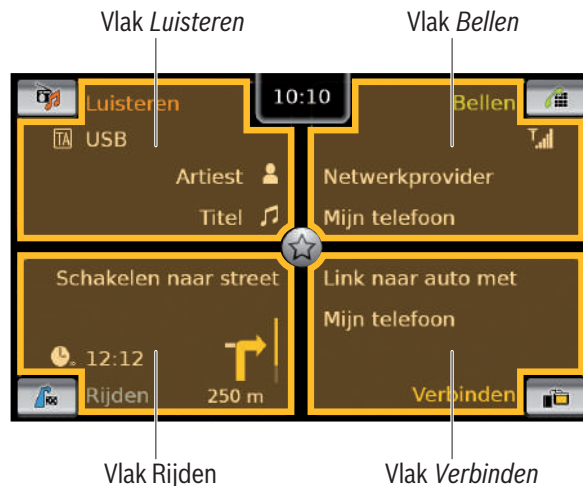 Vlak Luisteren
Vlak Bellen
Luisteren
10:10
Bellen
TA USB
Artiest
Titel
Netwerkprovider
Mijn telefoon
Schakelen naar street
12:12
Rijden
250 m
Link naar auto met
Mijn telefoon
Verbinden
Vlak Rijden
Vlak Verbinden